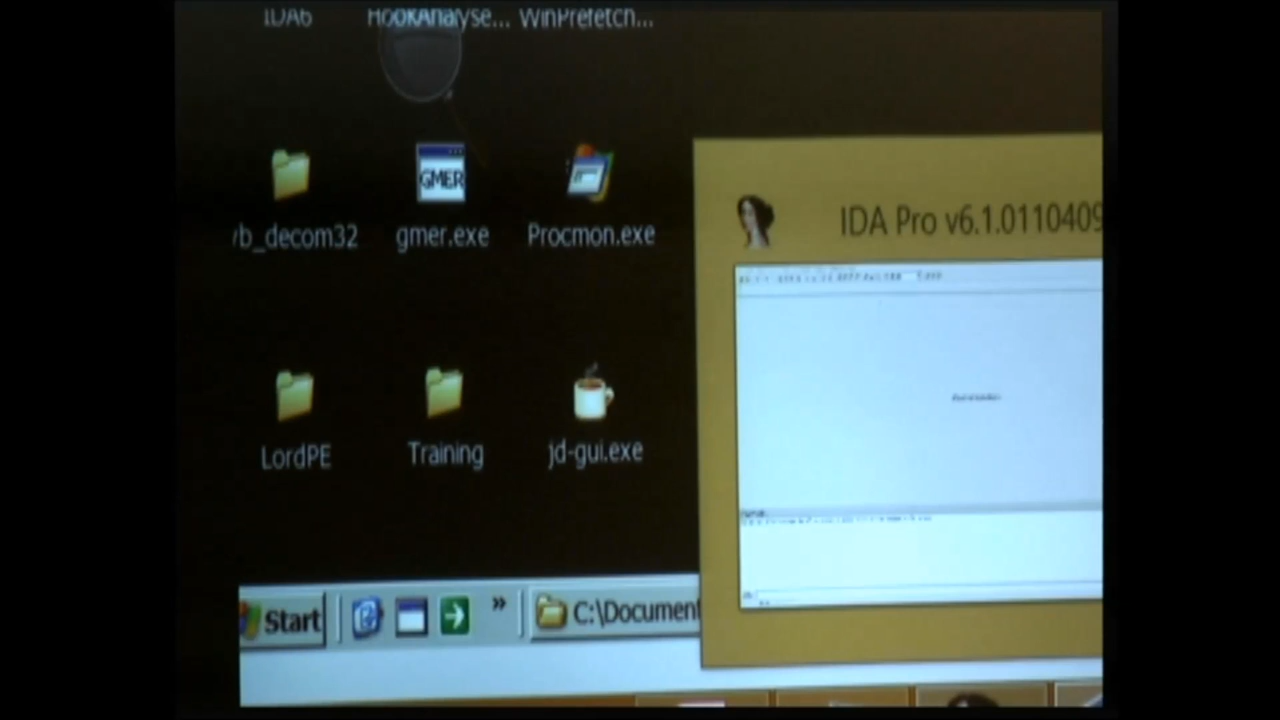 IDA6 HookAnalyse... WinPrefetch...
GMER
vb_decom32 gmer.exe Procmon.exe
IDA Pro v6.1.0110409
LordPE Training jd-gui.exe
Start » C:\Document